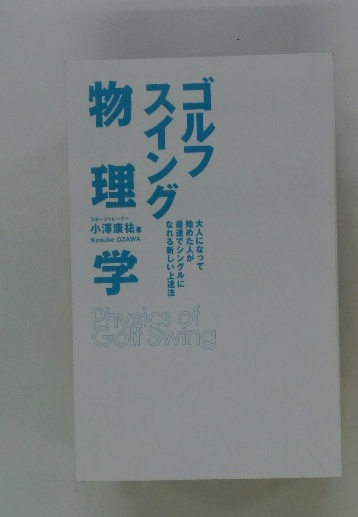 ゴルフ
スイング
物理学
大人になって
始めた人が
最速でシングルに
なれる新しい上達法
スポーツトレーナー
小澤康祐 著
Kosuke OZAWA
Physics of
Golf Swing